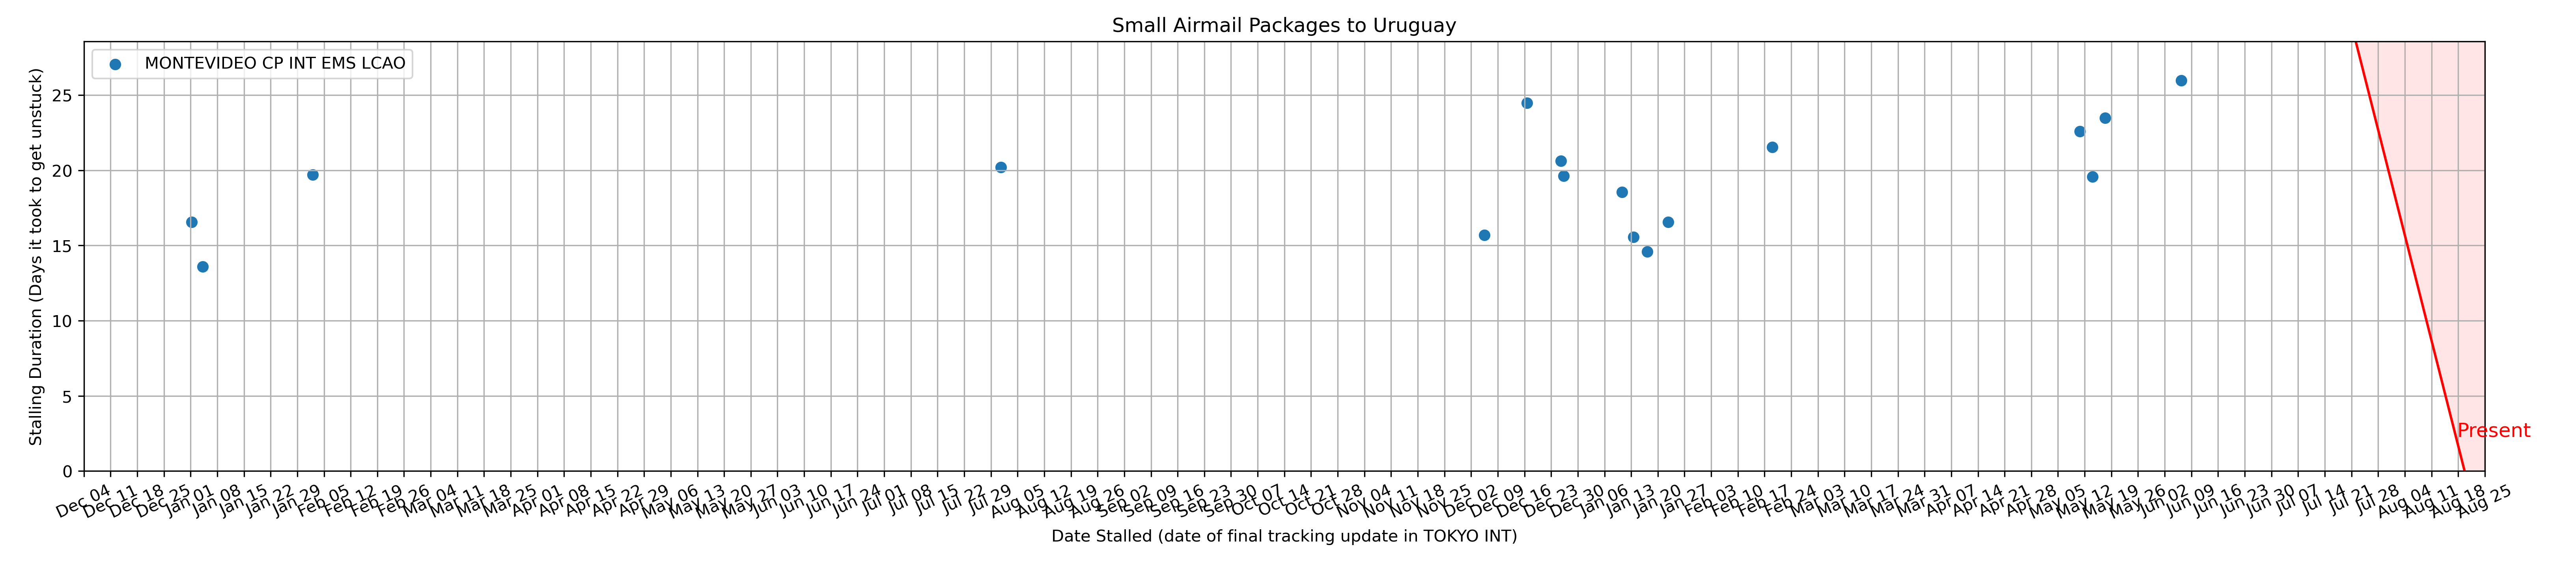 Small Airmail Packages to Uruguay
MONTEVIDEO CP INT EMS LCAO
Stalling Duration (Days it took to get unstuck)
25
20
15
10
5
0
Present
Dec 04
Dec 11
Dec 18
Dec 25
Jan 01
Jan 08
Jan 15
Jan 22
Jan 29
Feb 05
Feb 12
Feb 19
Feb 26
Mar 04
Mar 11
Mar 18
Mar 25
Apr 01
Apr 08
Apr 15
Apr 22
Apr 29
May 06
May 13
May 20
May 27
Jun 03
Jun 10
Jun 17
Jun 24
Jul 01
Jul 08
Jul 15
Jul 22
Jul 29
Aug 05
Aug 12
Aug 19
Aug 26
Sep 02
Sep 09
Sep 16
Sep 23
Sep 30
Oct 07
Oct 14
Oct 21
Oct 28
Nov 04
Nov 11
Nov 18
Nov 25
Dec 02
Dec 09
Dec 16
Dec 23
Dec 30
Jan 06
Jan 13
Jan 20
Jan 27
Feb 03
Feb 10
Feb 17
Feb 24
Mar 03
Mar 10
Mar 17
Mar 24
Mar 31
Apr 07
Apr 14
Apr 21
Apr 28
May 05
May 12
May 19
May 26
Jun 02
Jun 09
Jun 16
Jun 23
Jun 30
Jul 07
Jul 14
Jul 21
Jul 28
Aug 04
Aug 11
Aug 18
Aug 25
Date Stalled (date of final tracking update in TOKYO INT)